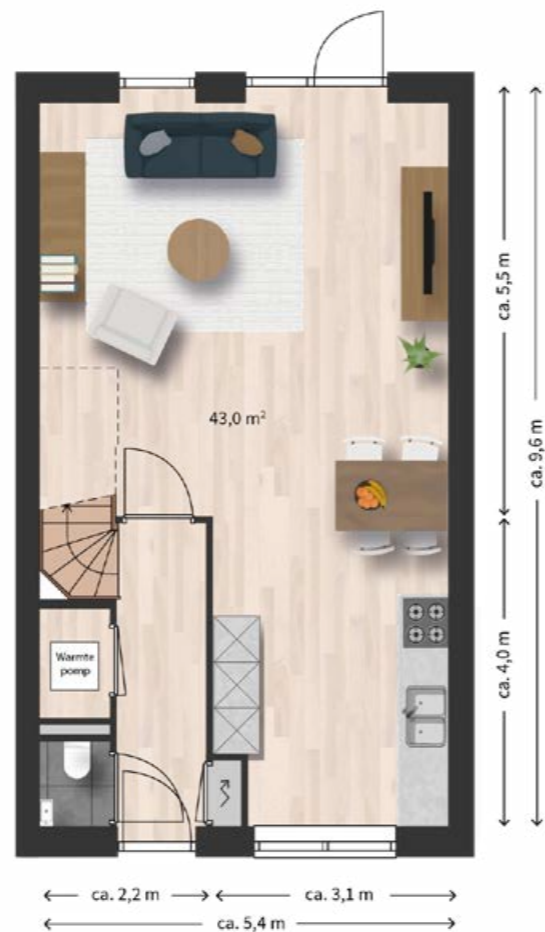 ca. 5,5 m
ca. 9,6 m
43,0 m²
ca. 4,0 m
Warmte
pomp
ca. 2,2 m
ca. 3,1 m
ca. 5,4 m